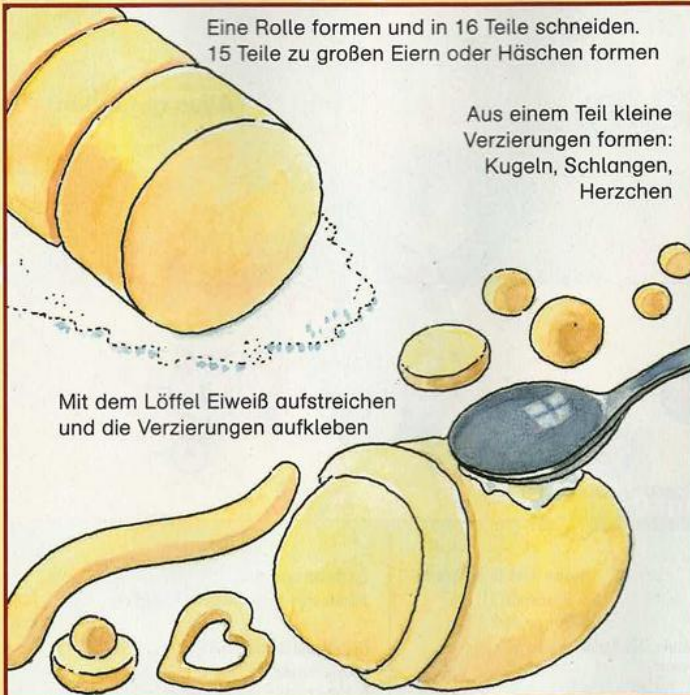 Eine Rolle formen und in 16 Teile schneiden.
15 Teile zu großen Eiern oder Häschen formen
Aus einem Teil kleine
Verzierungen formen:
Kugeln, Schlangen,
Herzchen
Mit dem Löffel Eiweiß aufstreichen
und die Verzierungen aufkleben